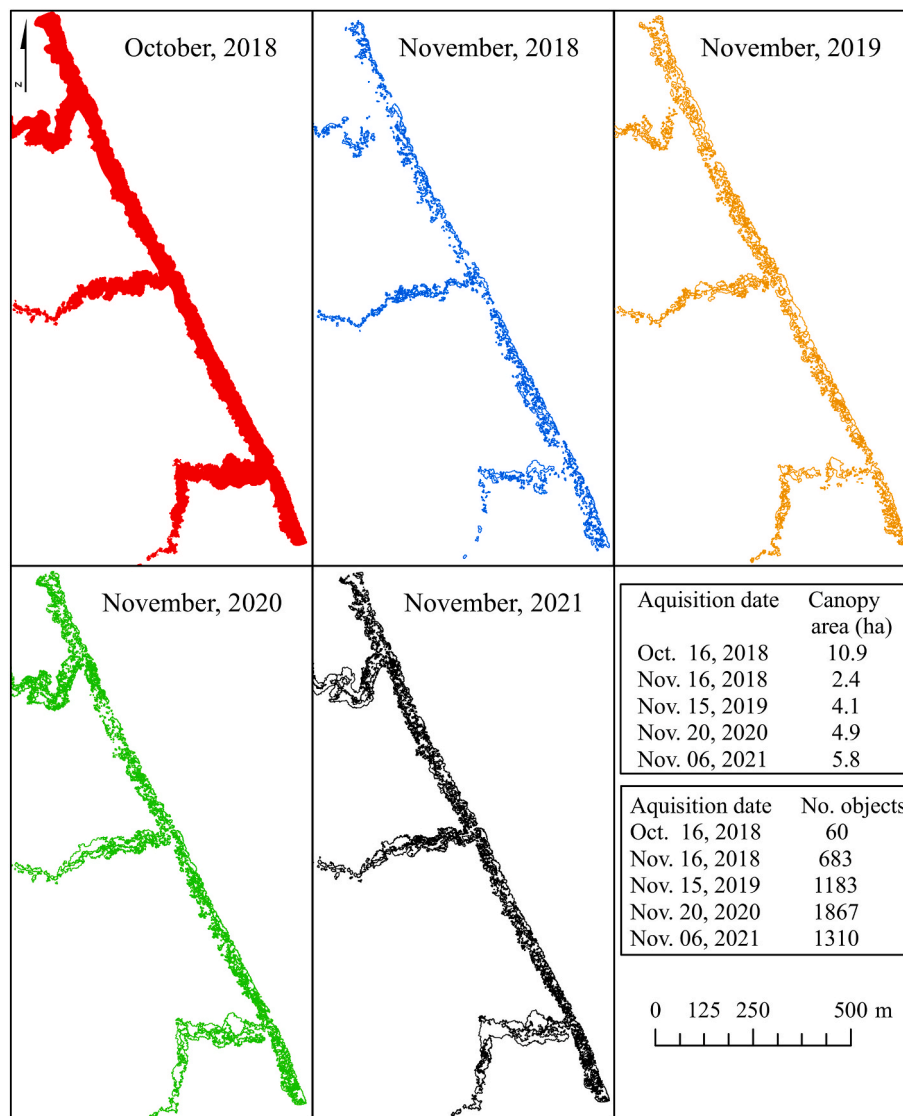 October, 2018
November, 2018
November, 2019
N
November, 2020
November, 2021
Aquisition date Canopy
area (ha)
Oct. 16, 2018 10.9
Nov. 16, 2018 2.4
Nov. 15, 2019 4.1
Nov. 20, 2020 4.9
Nov. 06, 2021 5.8
Aquisition date No. objects
Oct. 16, 2018 60
Nov. 16, 2018 683
Nov. 15, 2019 1183
Nov. 20, 2020 1867
Nov. 06, 2021 1310
0 125 250 500 m